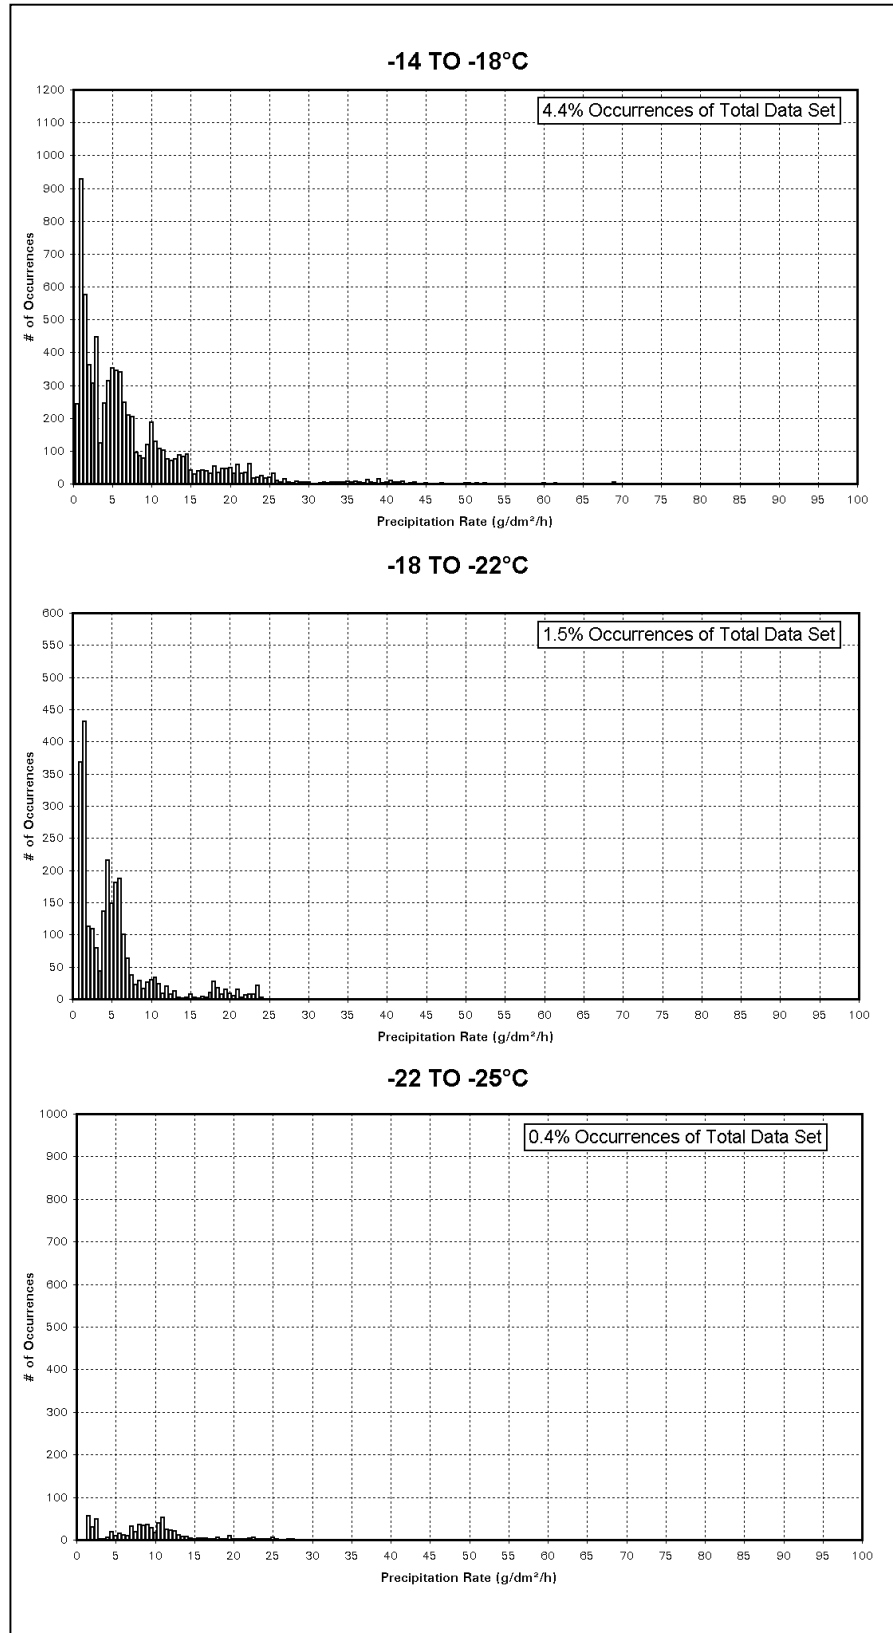 -14 TO -18°C
4.4% Occurrences of Total Data Set
1200
1100
1000
900
800
700
600
500
400
300
200
100
0
# of Occurrences
0 5 10 15 20 25 30 35 40 45 50 55 60 65 70 75 80 85 90 95 100
Precipitation Rate (g/dm²/h)
-18 TO -22°C
1.5% Occurrences of Total Data Set
600
550
500
450
400
350
300
250
200
150
100
50
0
# of Occurrences
0 5 10 15 20 25 30 35 40 45 50 55 60 65 70 75 80 85 90 95 100
Precipitation Rate (g/dm²/h)
-22 TO -25°C
0.4% Occurrences of Total Data Set
1000
900
800
700
600
500
400
300
200
100
0
# of Occurrences
0 5 10 15 20 25 30 35 40 45 50 55 60 65 70 75 80 85 90 95 100
Precipitation Rate (g/dm²/h)